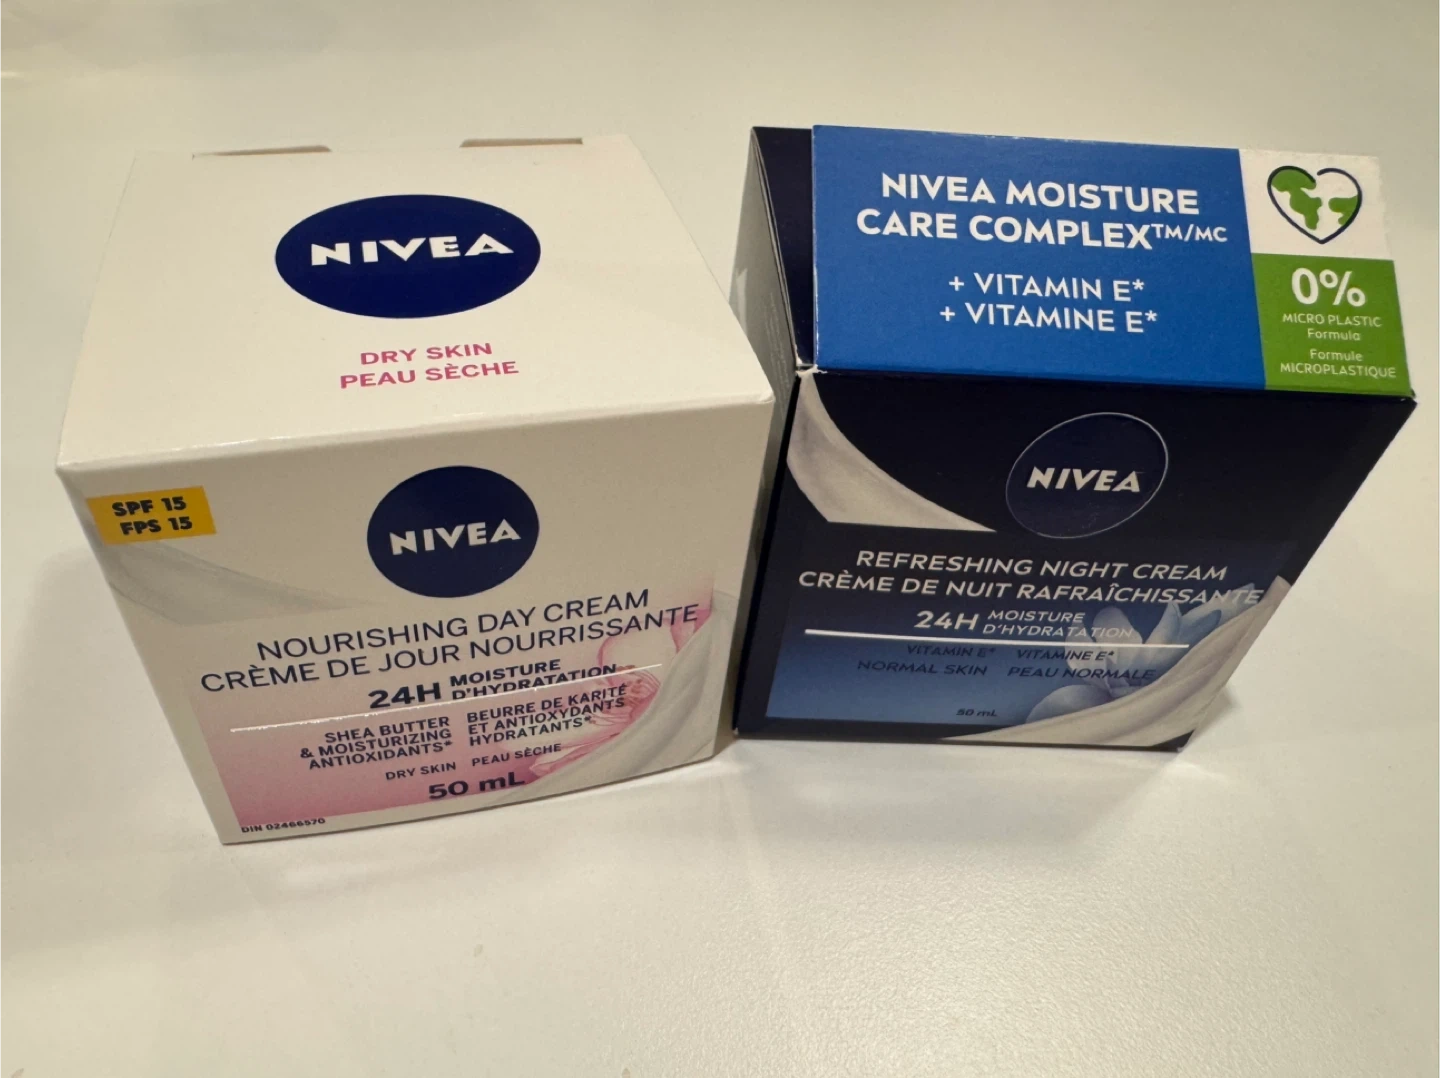 NIVEA
DRY SKIN
PEAU SÈCHE
SPF 15
FPS 15
NIVEA
NOURISHING DAY CREAM
CRÈME DE JOUR NOURRISSANTE
24H MOISTURE
D'HYDRATATION
SHEA BUTTER
& MOISTURIZING
ANTIOXIDANTS*
BEURRE DE KARITÉ
ET ANTIOXYDANTS
HYDRATANTS*
DRY SKIN PEAU SÈCHE
50 mL
DIN 02466570
NIVEA MOISTURE
CARE COMPLEX™/MC
+ VITAMIN E*
+ VITAMINE E*
0%
MICRO PLASTIC
Formula
Formule
MICROPLASTIQUE
NIVEA
REFRESHING NIGHT CREAM
CRÈME DE NUIT RAFRAÎCHISSANTE
24H MOISTURE
D'HYDRATATION
VITAMIN E* VITAMINE E*
NORMAL SKIN PEAU NORMALE
50 mL